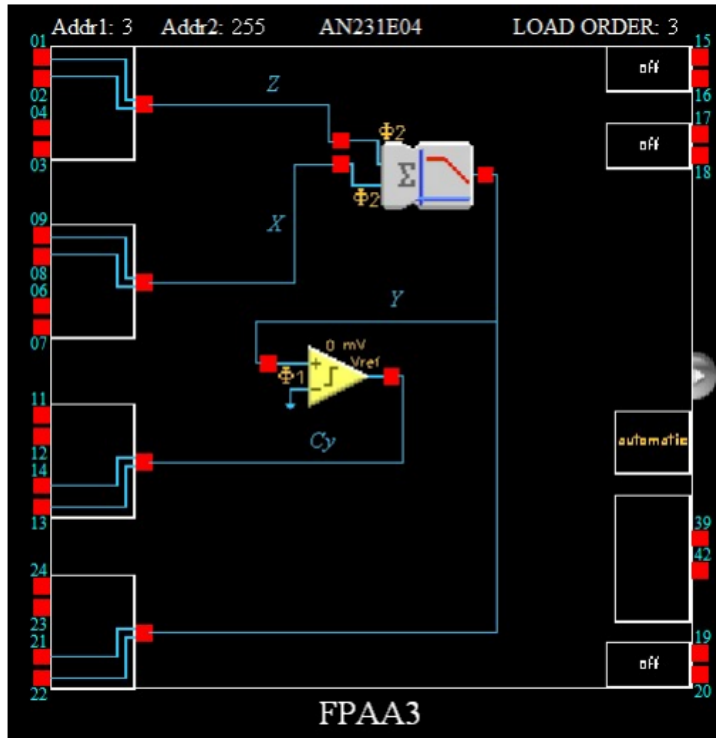 Addr1: 3 Addr2: 255 AN231E04 LOAD ORDER: 3
01
15
off
02
04
Z
16
17
Φ2
off
03
18
Σ
Φ2
09
X
08
06
Y
07
0 mV
Vref
+
Φ1
−
11
automatic
12
14
Cy
13
39
42
24
23
21
19
off
22
20
FPAA3